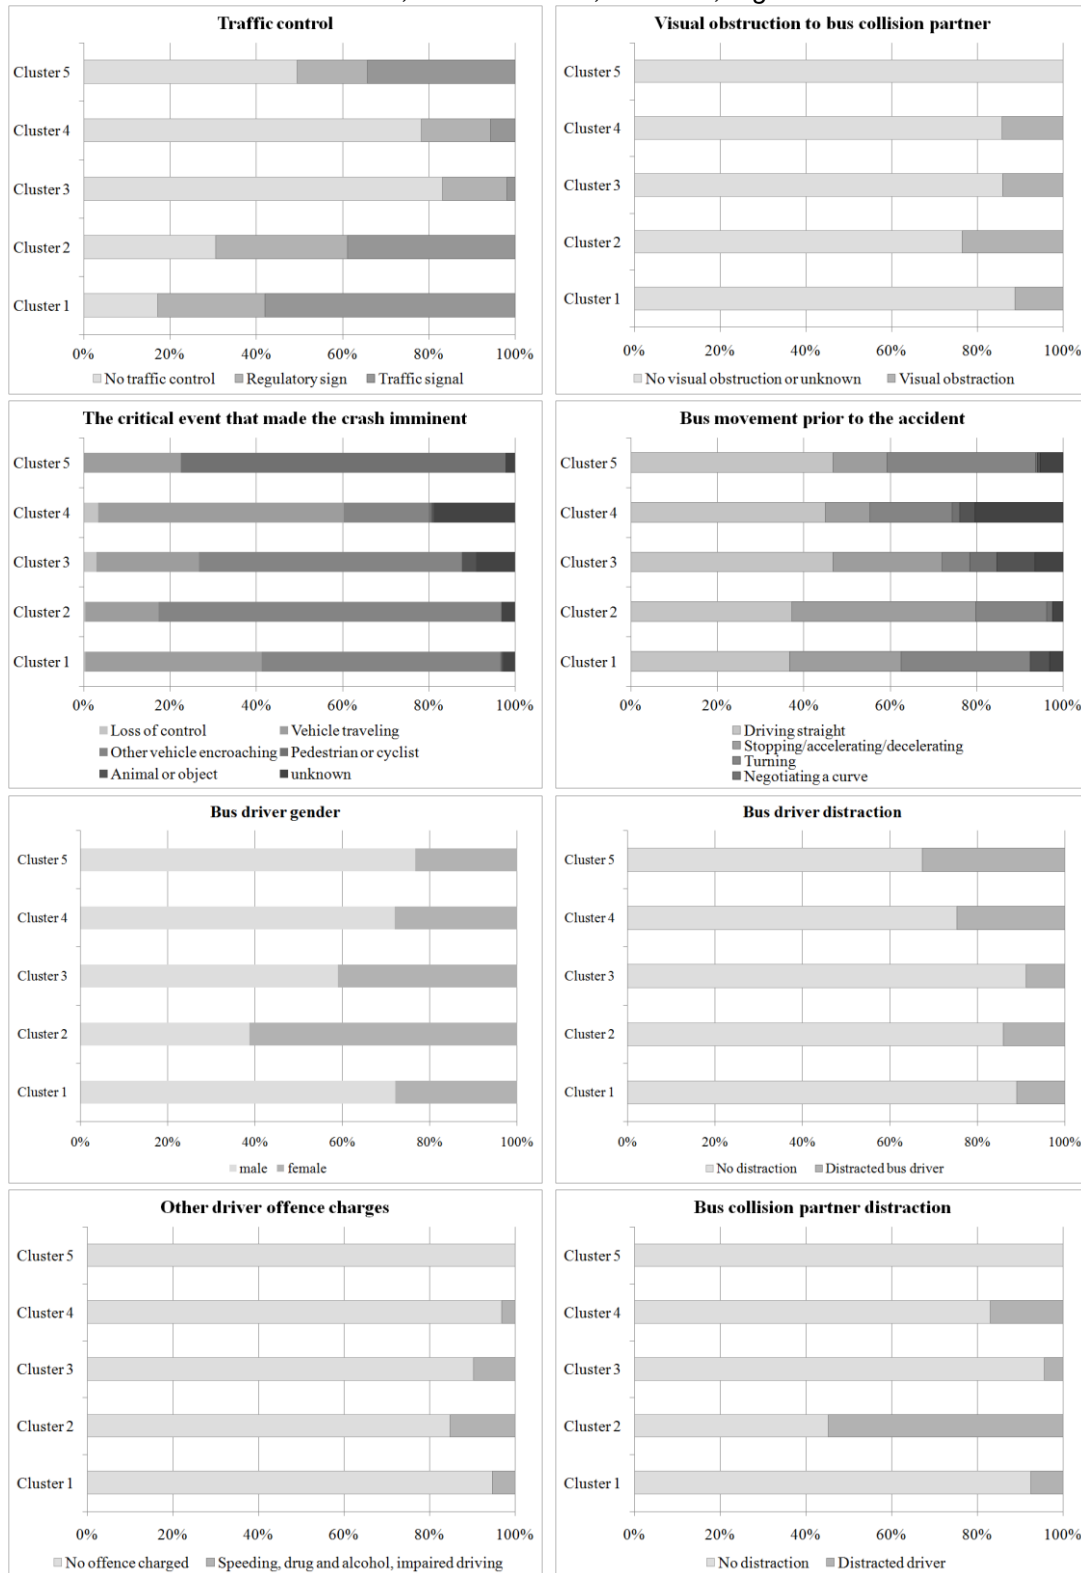 Traffic control
Cluster 5
Cluster 4
Cluster 3
Cluster 2
Cluster 1
0% 20% 40% 60% 80% 100%
No traffic control Regulatory sign Traffic signal
Visual obstruction to bus collision partner
Cluster 5
Cluster 4
Cluster 3
Cluster 2
Cluster 1
0% 20% 40% 60% 80% 100%
No visual obstruction or unknown Visual obstraction
The critical event that made the crash imminent
Cluster 5
Cluster 4
Cluster 3
Cluster 2
Cluster 1
0% 20% 40% 60% 80% 100%
Loss of control Vehicle traveling
Other vehicle encroaching Pedestrian or cyclist
Animal or object unknown
Bus movement prior to the accident
Cluster 5
Cluster 4
Cluster 3
Cluster 2
Cluster 1
0% 20% 40% 60% 80% 100%
Driving straight
Stopping/accelerating/decelerating
Turning
Negotiating a curve
Bus driver gender
Cluster 5
Cluster 4
Cluster 3
Cluster 2
Cluster 1
0% 20% 40% 60% 80% 100%
male female
Bus driver distraction
Cluster 5
Cluster 4
Cluster 3
Cluster 2
Cluster 1
0% 20% 40% 60% 80% 100%
No distraction Distracted bus driver
Other driver offence charges
Cluster 5
Cluster 4
Cluster 3
Cluster 2
Cluster 1
0% 20% 40% 60% 80% 100%
No offence charged Speeding, drug and alcohol, impaired driving
Bus collision partner distraction
Cluster 5
Cluster 4
Cluster 3
Cluster 2
Cluster 1
0% 20% 40% 60% 80% 100%
No distraction Distracted driver